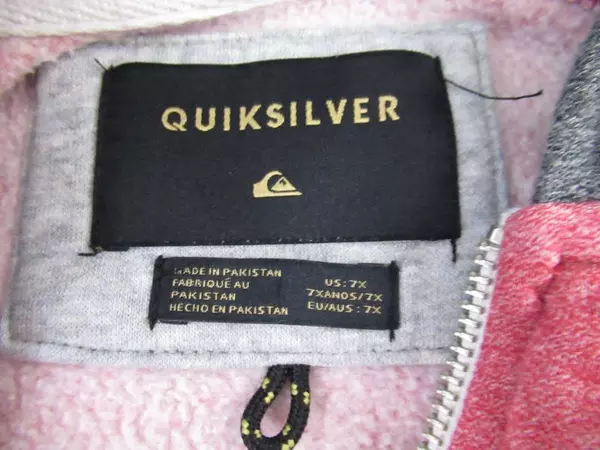 QUIKSILVER
MADE IN PAKISTAN
FABRIQUÉ AU
PAKISTAN
HECHO EN PAKISTAN
US: 7X
7XANOS/7X
EU/AUS: 7X